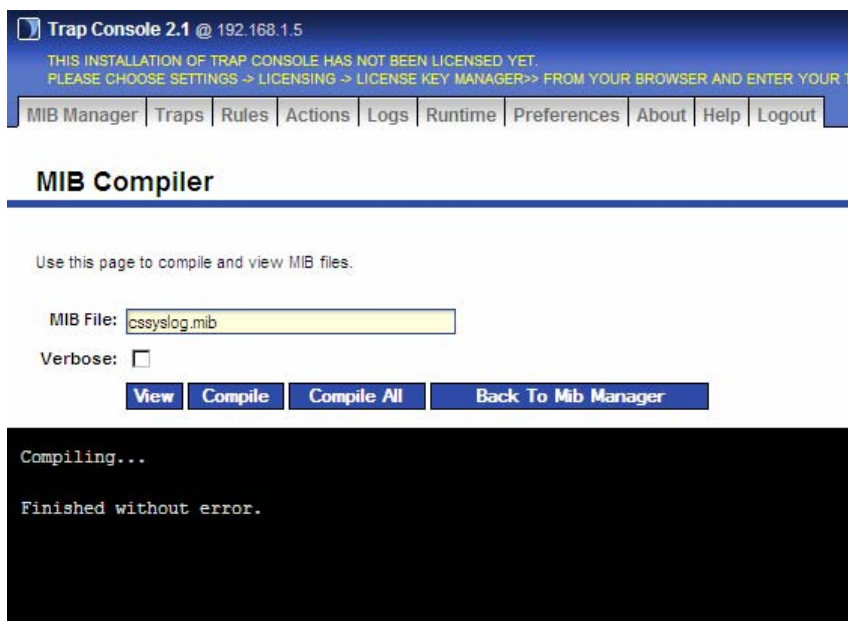 Trap Console 2.1 @ 192.168.1.5
THIS INSTALLATION OF TRAP CONSOLE HAS NOT BEEN LICENSED YET.
PLEASE CHOOSE SETTINGS -> LICENSING -> LICENSE KEY MANAGER>> FROM YOUR BROWSER AND ENTER YOUR
MIB Manager Traps Rules Actions Logs Runtime Preferences About Help Logout
MIB Compiler
Use this page to compile and view MIB files.
MIB File: cssyslog.mib
Verbose:
View Compile Compile All Back To Mib Manager
Compiling...
Finished without error.